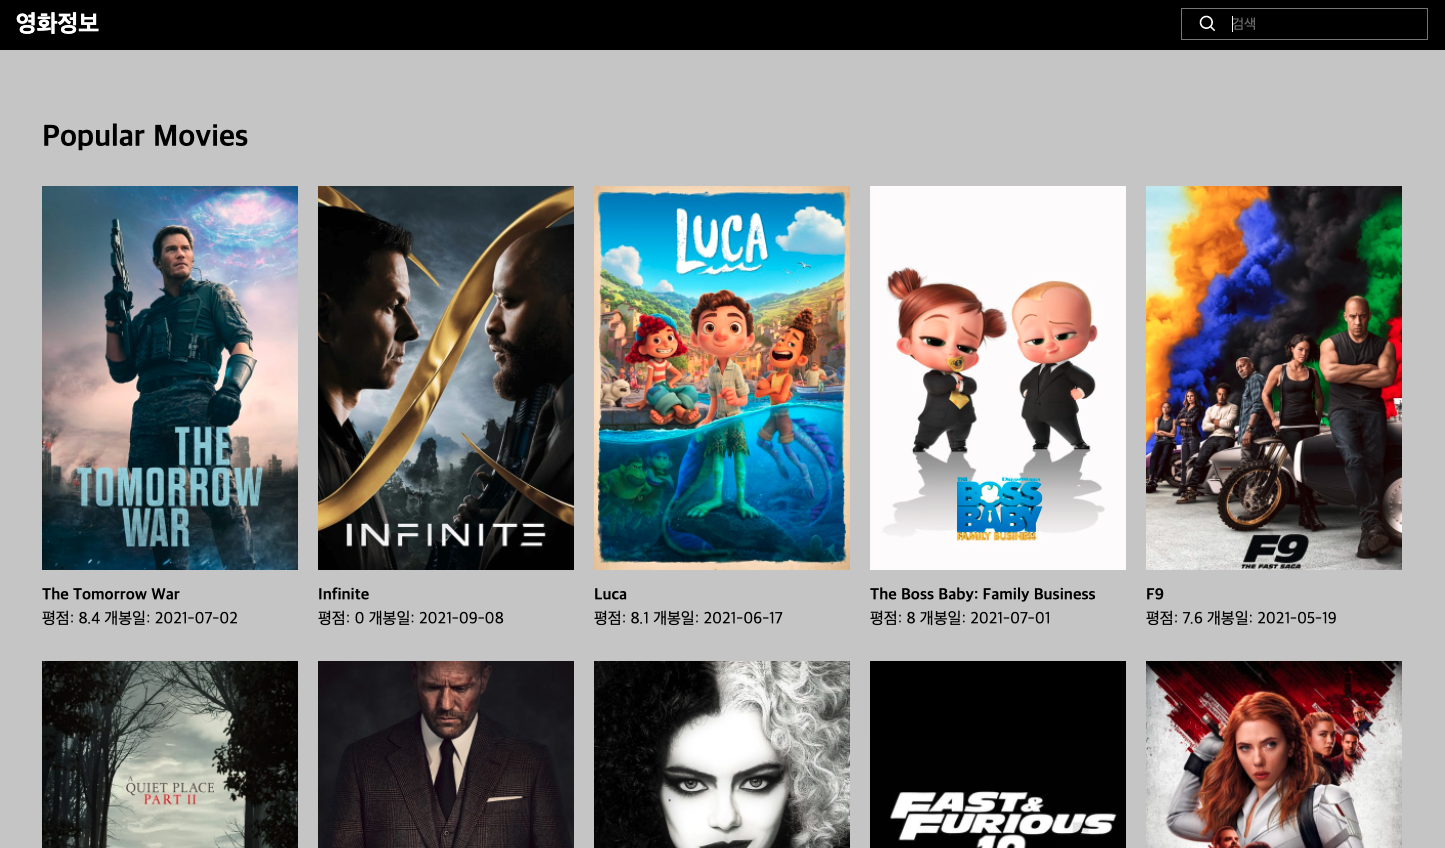 영화정보
검색
Popular Movies
THE
TOMORROW
WAR
INFINITE
LUCA
THE
BOSS
BABY
FAMILY BUSINESS
F9
THE FAST SAGA
The Tomorrow War
평점: 8.4 개봉일: 2021-07-02
Infinite
평점: 0 개봉일: 2021-09-08
Luca
평점: 8.1 개봉일: 2021-06-17
The Boss Baby: Family Business
평점: 8 개봉일: 2021-07-01
F9
평점: 7.6 개봉일: 2021-05-19
A
QUIET PLACE
PART II
FAST &
FURIOUS
10